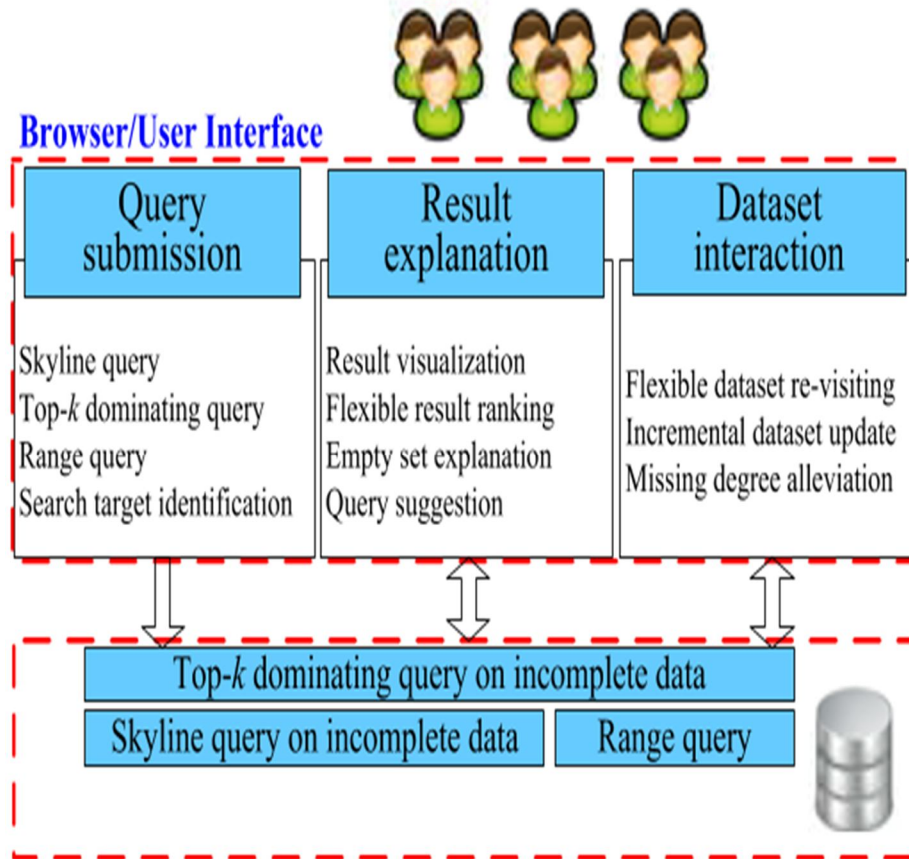 Browser/User Interface
Query
submission
Skyline query
Top-k dominating query
Range query
Search target identification
Result
explanation
Result visualization
Flexible result ranking
Empty set explanation
Query suggestion
Dataset
interaction
Flexible dataset re-visiting
Incremental dataset update
Missing degree alleviation
Top-k dominating query on incomplete data
Skyline query on incomplete data
Range query